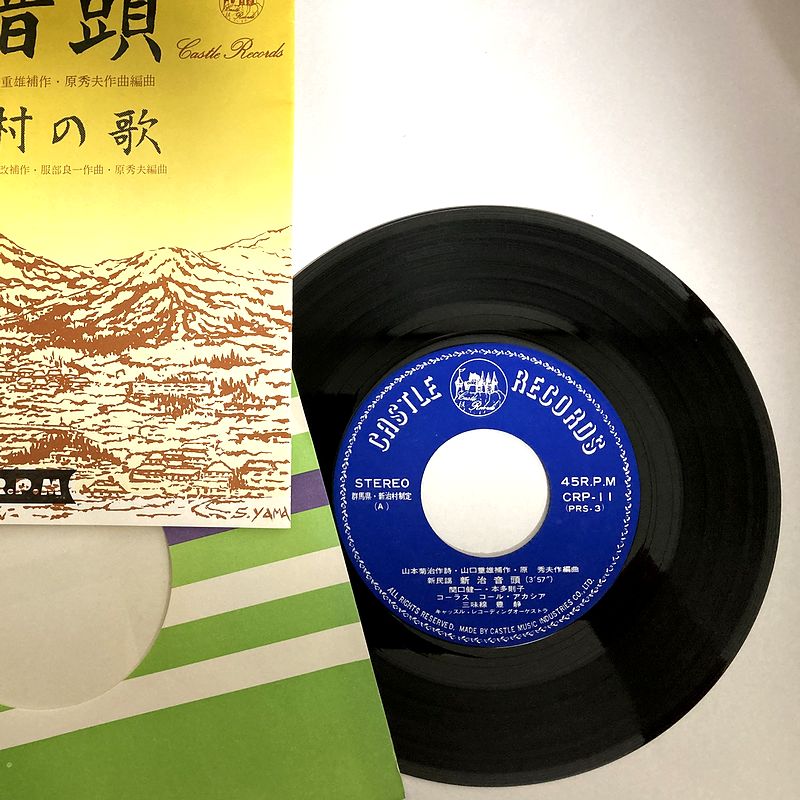 音頭
Castle Records
重雄補作・原秀夫作曲編曲
村の歌
改補作・服部良一作曲・原秀夫編曲
R.P.M
S.YAMA
CASTLE RECORDS
Castle Records
STEREO
群馬県・新治村制定
(A)
45R.P.M
CRP-11
(PRS-3)
山本菊治作詩・山口重雄補作・原 秀夫作編曲
新民謡 新治音頭 (3′57″)
関口健一・本多則子
コーラス コール・アカシア
三味線 豊 静
キャッスル・レコーディングオーケストラ
ALL RIGHTS RESERVED. MADE BY CASTLE MUSIC INDUSTRIES CO., LTD.